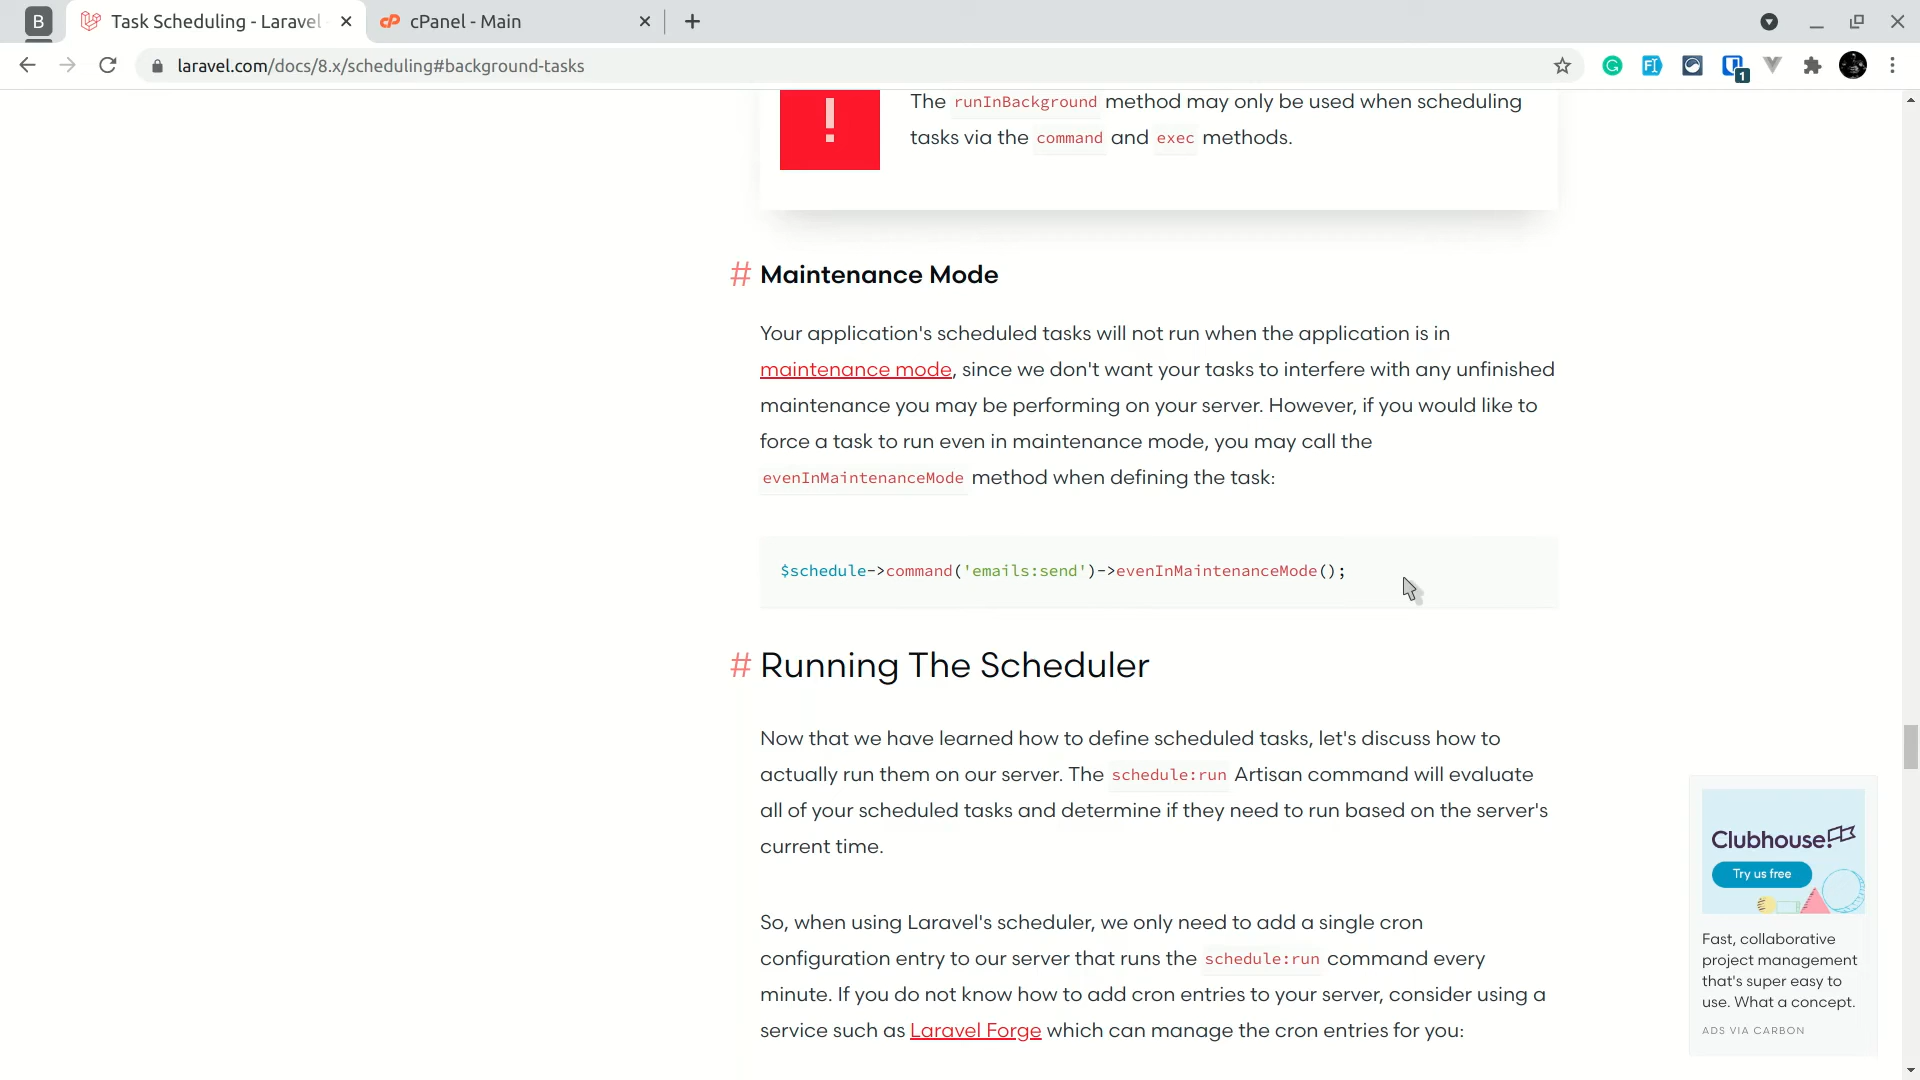 B
Task Scheduling - Laravel
cPanel - Main
laravel.com/docs/8.x/scheduling#background-tasks
1
!
The runInBackground method may only be used when scheduling
tasks via the command and exec methods.
# Maintenance Mode
Your application's scheduled tasks will not run when the application is in
maintenance mode, since we don't want your tasks to interfere with any unfinished
maintenance you may be performing on your server. However, if you would like to
force a task to run even in maintenance mode, you may call the
evenInMaintenanceMode method when defining the task:
$schedule->command('emails:send')->evenInMaintenanceMode();
# Running The Scheduler
Now that we have learned how to define scheduled tasks, let's discuss how to
actually run them on our server. The schedule:run Artisan command will evaluate
all of your scheduled tasks and determine if they need to run based on the server's
current time.
So, when using Laravel's scheduler, we only need to add a single cron
configuration entry to our server that runs the schedule:run command every
minute. If you do not know how to add cron entries to your server, consider using a
service such as Laravel Forge which can manage the cron entries for you:
Clubhouse!
Try us free
Fast, collaborative
project management
that's super easy to
use. What a concept.
ADS VIA CARBON